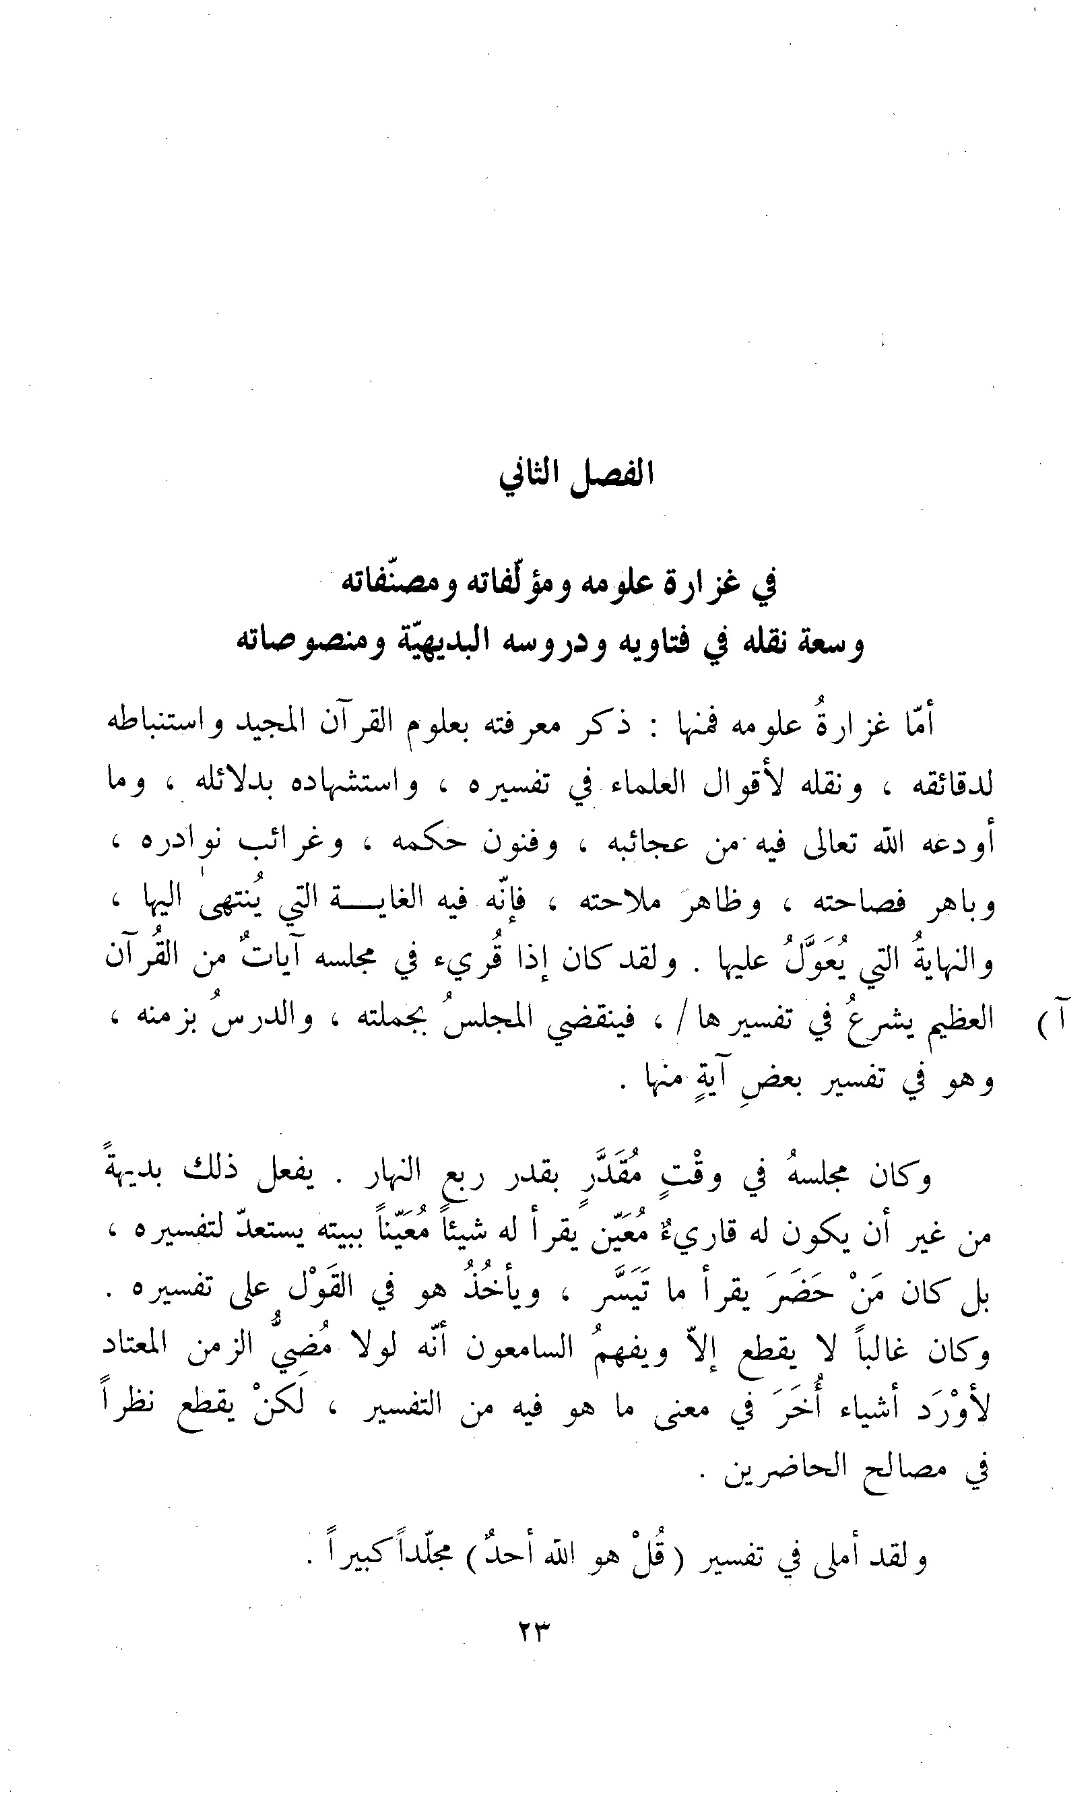 الفصل الثاني
في غزارة علومه ومؤلّفاته ومصنّفاته
وسعة نقله في فتاويه ودروسه البديهيّة ومنصوصاته
أمّا غزارةُ علومه فمنها : ذكر معرفته بعلوم القرآن المجيد واستنباطه
لدقائقه ، ونقله لأقوال العلماء في تفسيره ، واستشهاده بدلائله ، وما
أودعه الله تعالى فيه من عجائبه ، وفنون حكمه ، وغرائب نوادره ،
وباهر فصاحته ، وظاهر ملاحته ، فإنّه فيه الغايــة التي يُنتهىٰ اليها ،
والنهايةُ التي يُعَوَّلُ عليها . ولقد كان إذا قُريء في مجلسه آياتٌ من القُرآن
العظيم يشرعُ في تفسيرها/ ، فينقضي المجلسُ بجملته ، والدرسُ بزمنه ، آ)
وهو في تفسير بعضِ آيةٍ منها .
وكان مجلسهُ في وقْتٍ مُقَدَّرٍ بقدر ربع النهار . يفعل ذلك بديهةً
من غير أن يكون له قاريءٌ مُعَيّن يقرأ له شيئاً مُعَيّناً ببيته يستعدّ لتفسيره ،
بل كان مَنْ حَضَرَ يقرأ ما تَيَسَّر ، ويأخُذُ هو في القَوْل على تفسيره .
وكان غالباً لا يقطع إلاّ ويفهمُ السامعون أنّه لولا مُضِيُّ الزمن المعتاد
لأوْرَد أشياء أُخَرَ في معنى ما هو فيه من التفسير ، لَكنْ يقطع نظراً
في مصالح الحاضرين .
ولقد أملى في تفسير (قُلْ هو الله أحدٌ) مجلّداً كبيراً .
٢٣